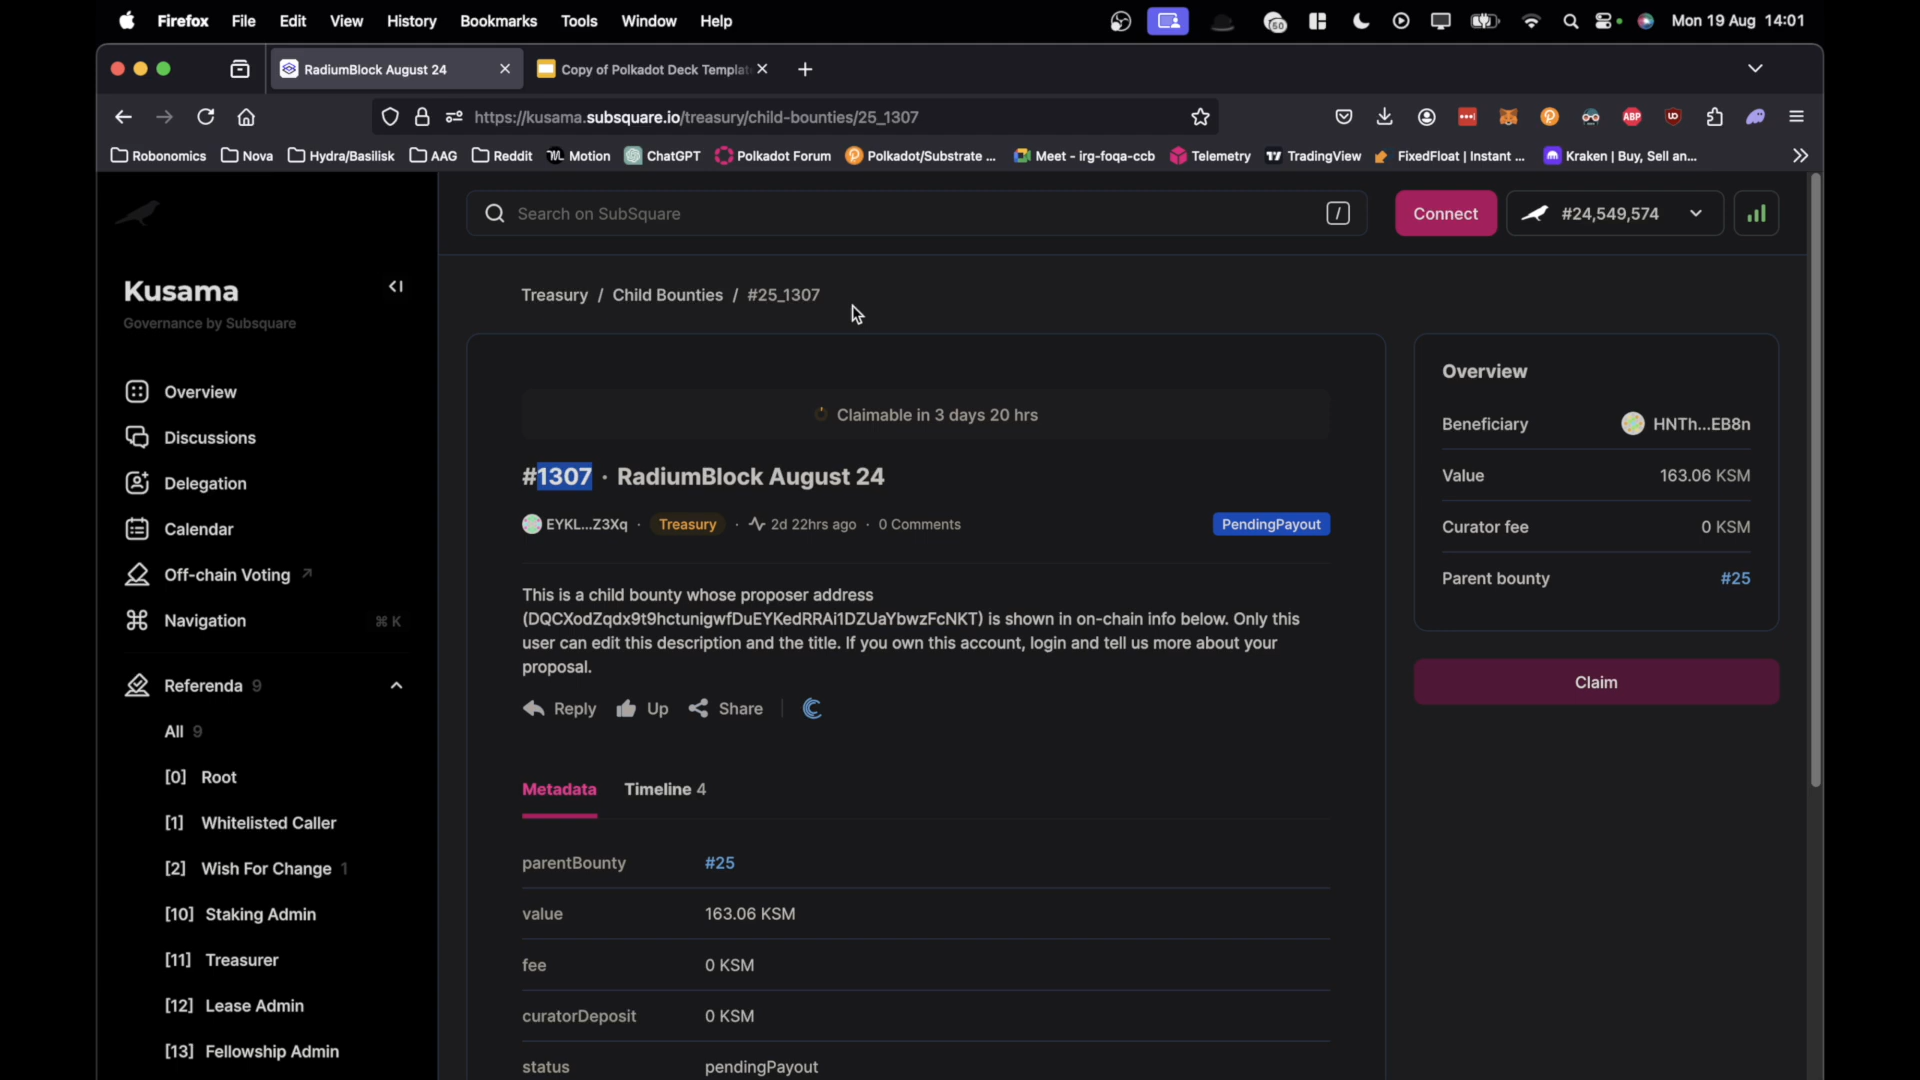 Firefox File Edit View History Bookmarks Tools Window Help
50
Mon 19 Aug 14:01
RadiumBlock August 24
Copy of Polkadot Deck Templat
https://kusama.subsquare.io/treasury/child-bounties/25_1307
ABP
Robonomics Nova Hydra/Basilisk AAG Reddit Motion ChatGPT Polkadot Forum Polkadot/Substrate ... Meet - irg-foqa-ccb Telemetry TradingView FixedFloat | Instant ... Kraken | Buy, Sell an...
Search on SubSquare
/
Connect
#24,549,574
Kusama
Governance by Subsquare
Overview
Discussions
Delegation
Calendar
Off-chain Voting
Navigation ⌘ K
Referenda 9
All 9
[0] Root
[1] Whitelisted Caller
[2] Wish For Change 1
[10] Staking Admin
[11] Treasurer
[12] Lease Admin
[13] Fellowship Admin
Treasury / Child Bounties / #25_1307
Claimable in 3 days 20 hrs
#1307 · RadiumBlock August 24
EYKL...Z3Xq · Treasury · 2d 22hrs ago · 0 Comments
PendingPayout
This is a child bounty whose proposer address
(DQCXodZqdx9t9hctunigwfDuEYKedRRAi1DZUaYbwzFcNKT) is shown in on-chain info below. Only this
user can edit this description and the title. If you own this account, login and tell us more about your
proposal.
Reply Up Share
Metadata Timeline 4
parentBounty #25
value 163.06 KSM
fee 0 KSM
curatorDeposit 0 KSM
status pendingPayout
Overview
Beneficiary HNTh...EB8n
Value 163.06 KSM
Curator fee 0 KSM
Parent bounty #25
Claim